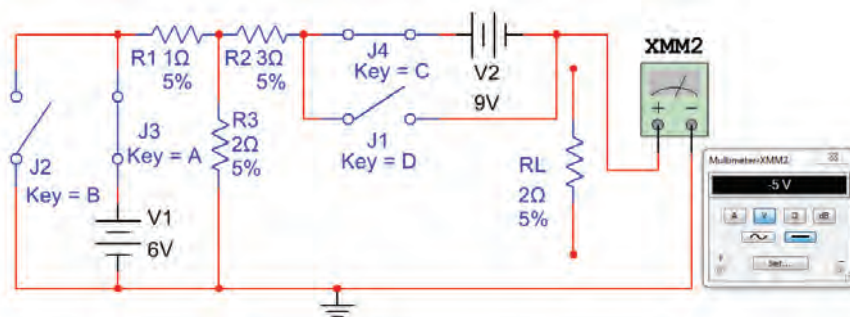 XMM2
R1 1Ω
5%
R2 3Ω
5%
J4
Key = C
V2
9V
J2
Key = B
J3
Key = A
R3
2Ω
5%
J1
Key = D
RL
2Ω
5%
V1
6V
+ −
Multimeter-XMM2
-5 V
A V Ω dB
Set...
+ −